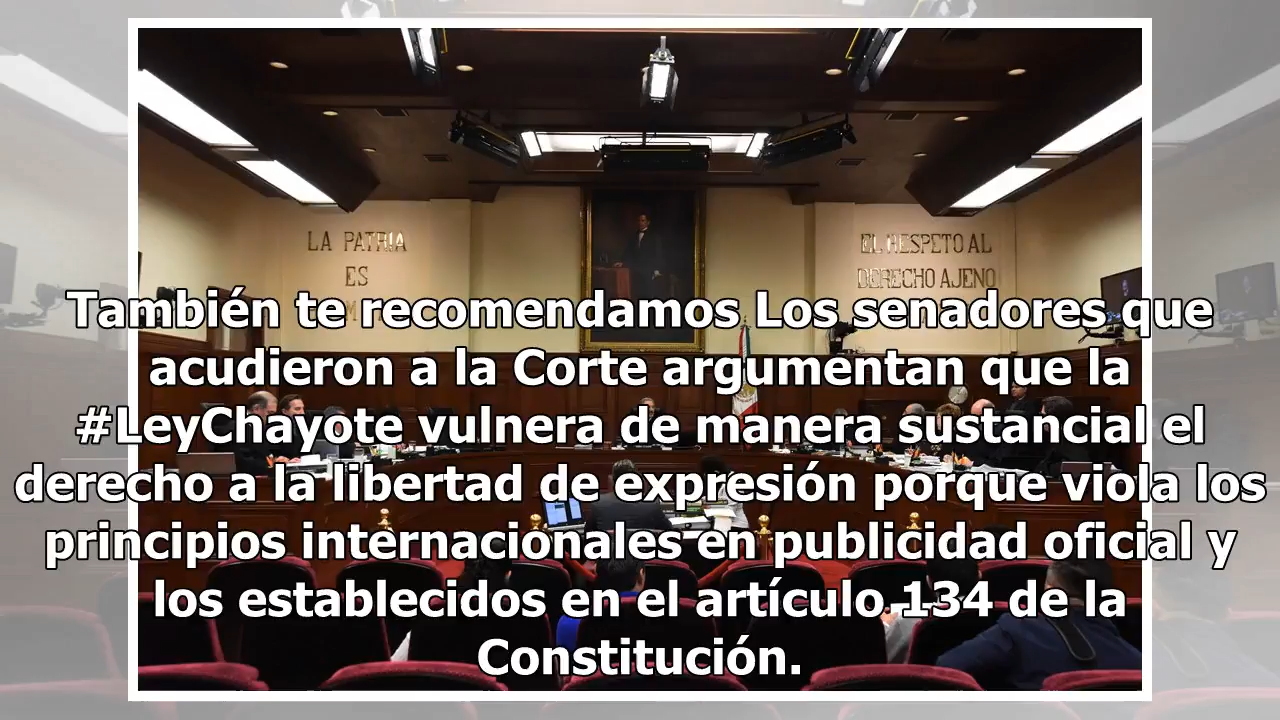 LA PATRIA
ES
EL RESPETO AL
DERECHO AJENO
También te recomendamos Los senadores que
acudieron a la Corte argumentan que la
#LeyChayote vulnera de manera sustancial el
derecho a la libertad de expresión porque viola los
principios internacionales en publicidad oficial y
los establecidos en el artículo 134 de la
Constitución.